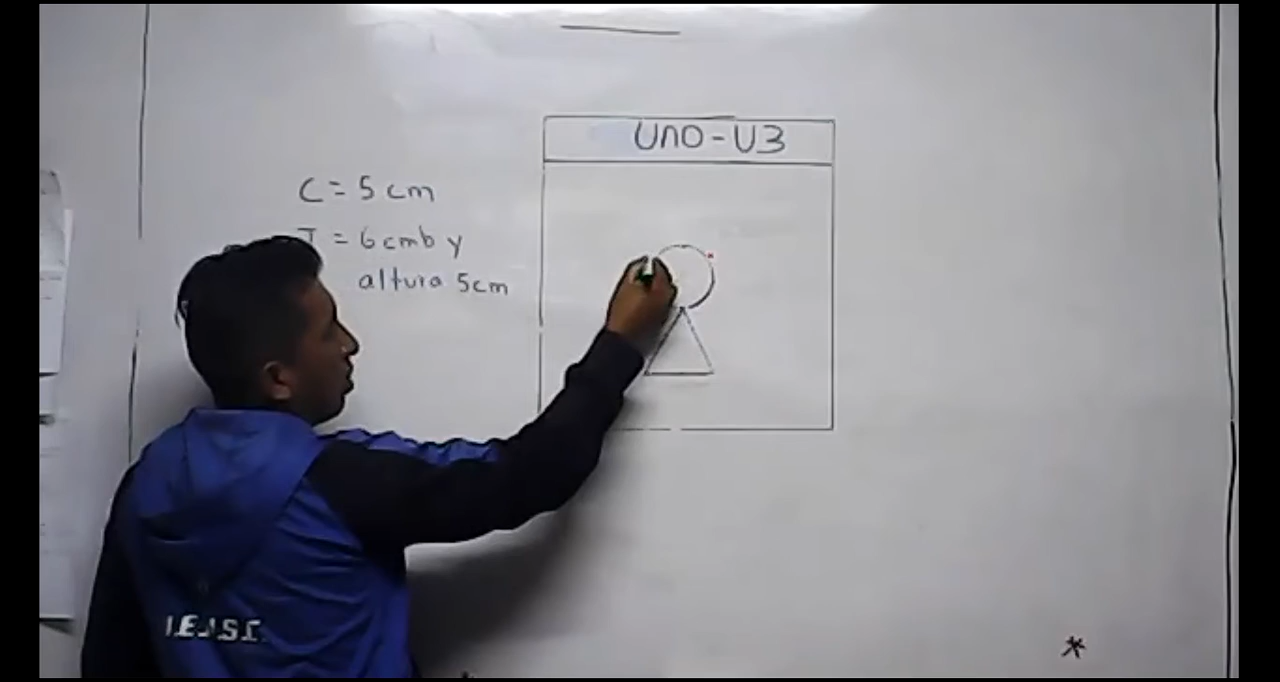 UNO - U3
C = 5 cm
T = 6 cm b y
altura 5cm
I.E.J.S.C.